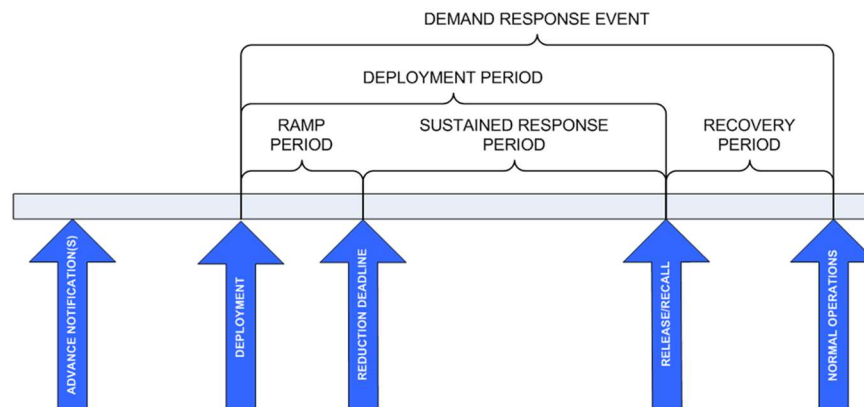 DEMAND RESPONSE EVENT
DEPLOYMENT PERIOD
RAMP
PERIOD
SUSTAINED RESPONSE
PERIOD
RECOVERY
PERIOD
ADVANCE NOTIFICATION(S)
DEPLOYMENT
REDUCTION DEADLINE
RELEASE/RECALL
NORMAL OPERATIONS